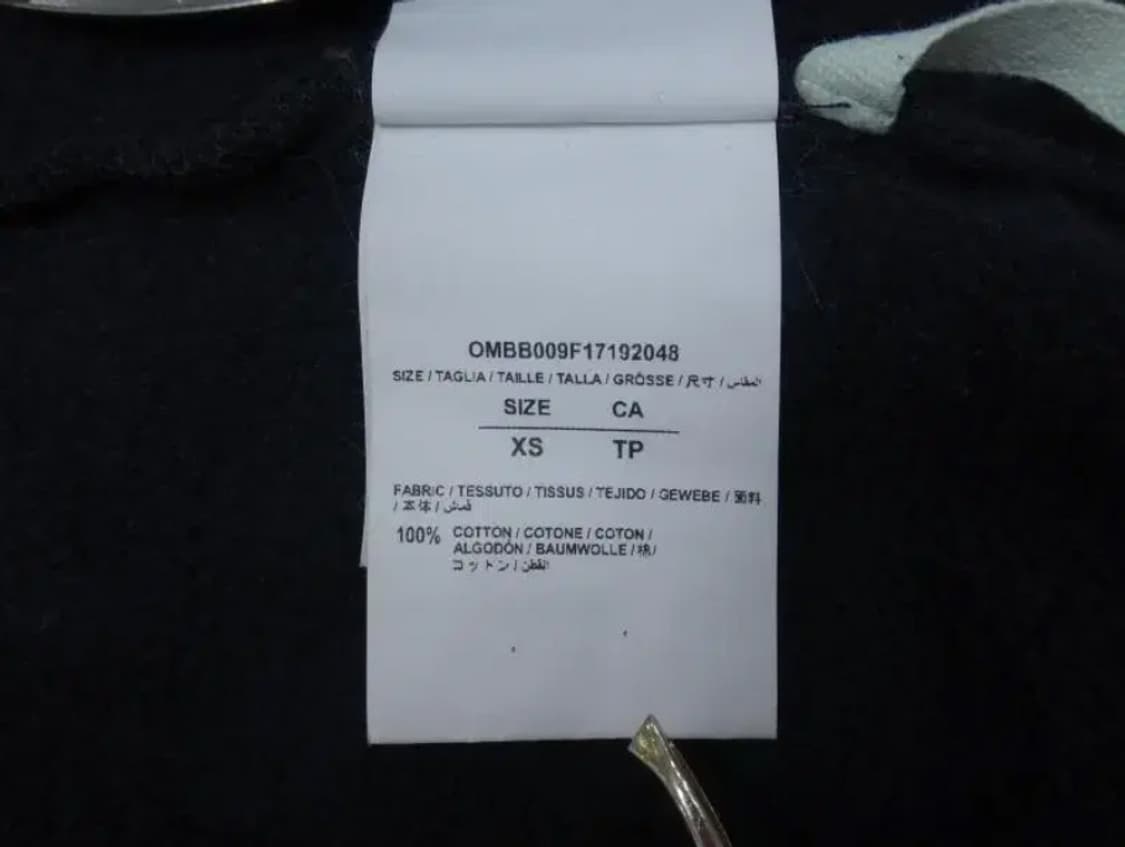 OMBB009F17192048
SIZE / TAGLIA / TAILLE / TALLA / GRÖSSE / 尺寸 / المقاس
SIZE CA
XS TP
FABRIC / TESSUTO / TISSUS / TEJIDO / GEWEBE / 面料
/ 本体 / قماش
100% COTTON / COTONE / COTON /
ALGODÓN / BAUMWOLLE / 棉 /
コットン / القطن